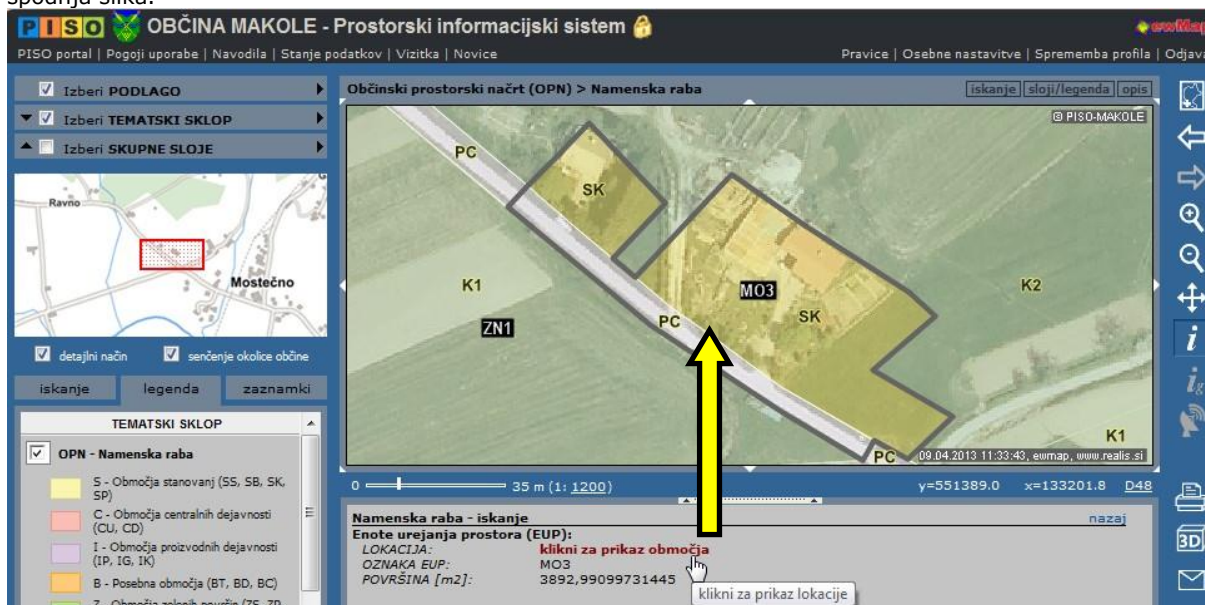 spodnja slika.
PISO OBČINA MAKOLE - Prostorski informacijski sistem
ewMap
PISO portal | Pogoji uporabe | Navodila | Stanje podatkov | Vizitka | Novice
Pravice | Osebne nastavitve | Sprememba profila | Odjava
Izberi PODLAGO
Izberi TEMATSKI SKLOP
Izberi SKUPNE SLOJE
Ravno
Mostečno
detajlni način
senčenje okolice občine
iskanje
legenda
zaznamki
TEMATSKI SKLOP
OPN - Namenska raba
S - Območja stanovanj (SS, SB, SK,
SP)
C - Območja centralnih dejavnosti
(CU, CD)
I - Območja proizvodnih dejavnosti
(IP, IG, IK)
B - Posebna območja (BT, BD, BC)
Z - Območja zelenih površin (ZS, ZP,
Občinski prostorski načrt (OPN) > Namenska raba
iskanje
sloji/legenda
opis
© PISO-MAKOLE
PC
SK
K1
MO3
K2
ZN1
PC
SK
K1
PC
09.04.2013 11:33:43, ewmap, www.realis.si
0
35 m (1: 1200)
y=551389.0
x=133201.8
D48
Namenska raba - iskanje
nazaj
Enote urejanja prostora (EUP):
LOKACIJA: klikni za prikaz območja
OZNAKA EUP: MO3
POVRŠINA [m2]: 3892,99099731445
klikni za prikaz lokacije
i
3D